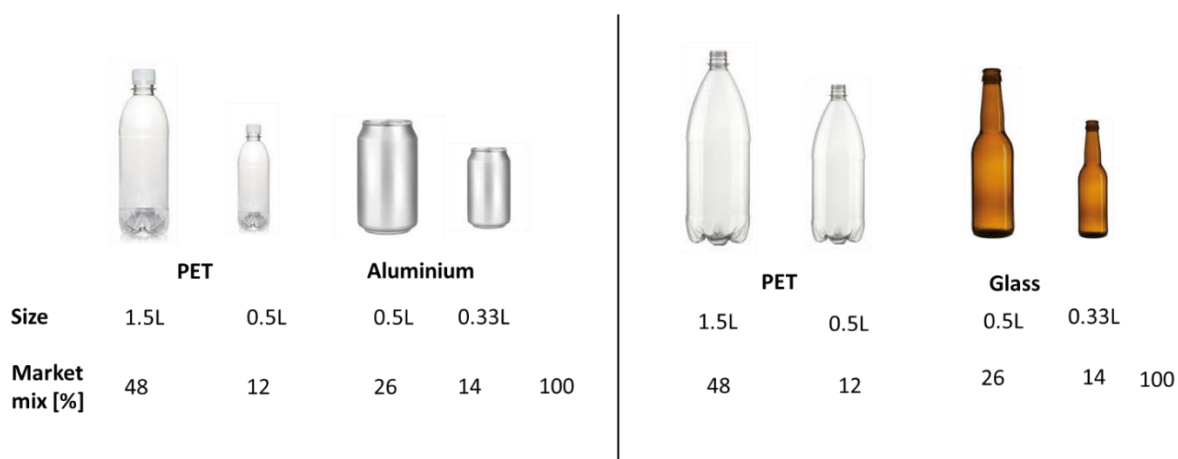 PET Aluminium
Size 1.5L 0.5L 0.5L 0.33L
Market
mix [%] 48 12 26 14 100
PET Glass
1.5L 0.5L 0.5L 0.33L
48 12 26 14 100